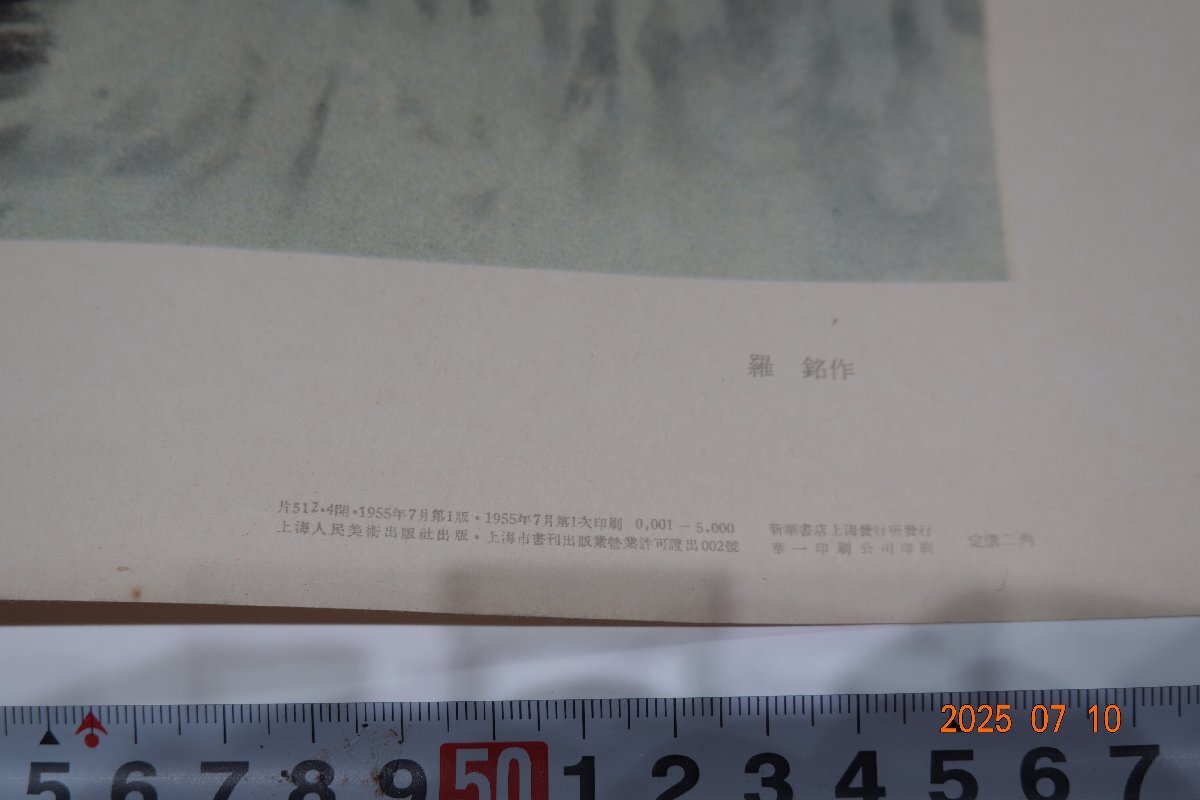 羅 銘作
片512·4開·1955年7月第1版·1955年7月第1次印刷 0,001－5,000
上海人民美術出版社出版·上海市書刊出版業營業許可證出002號
新華書店上海發行所發行
華一印刷公司印刷
定價二角
2025 07 10
5 6 7 8 9 50 1 2 3 4 5 6 7